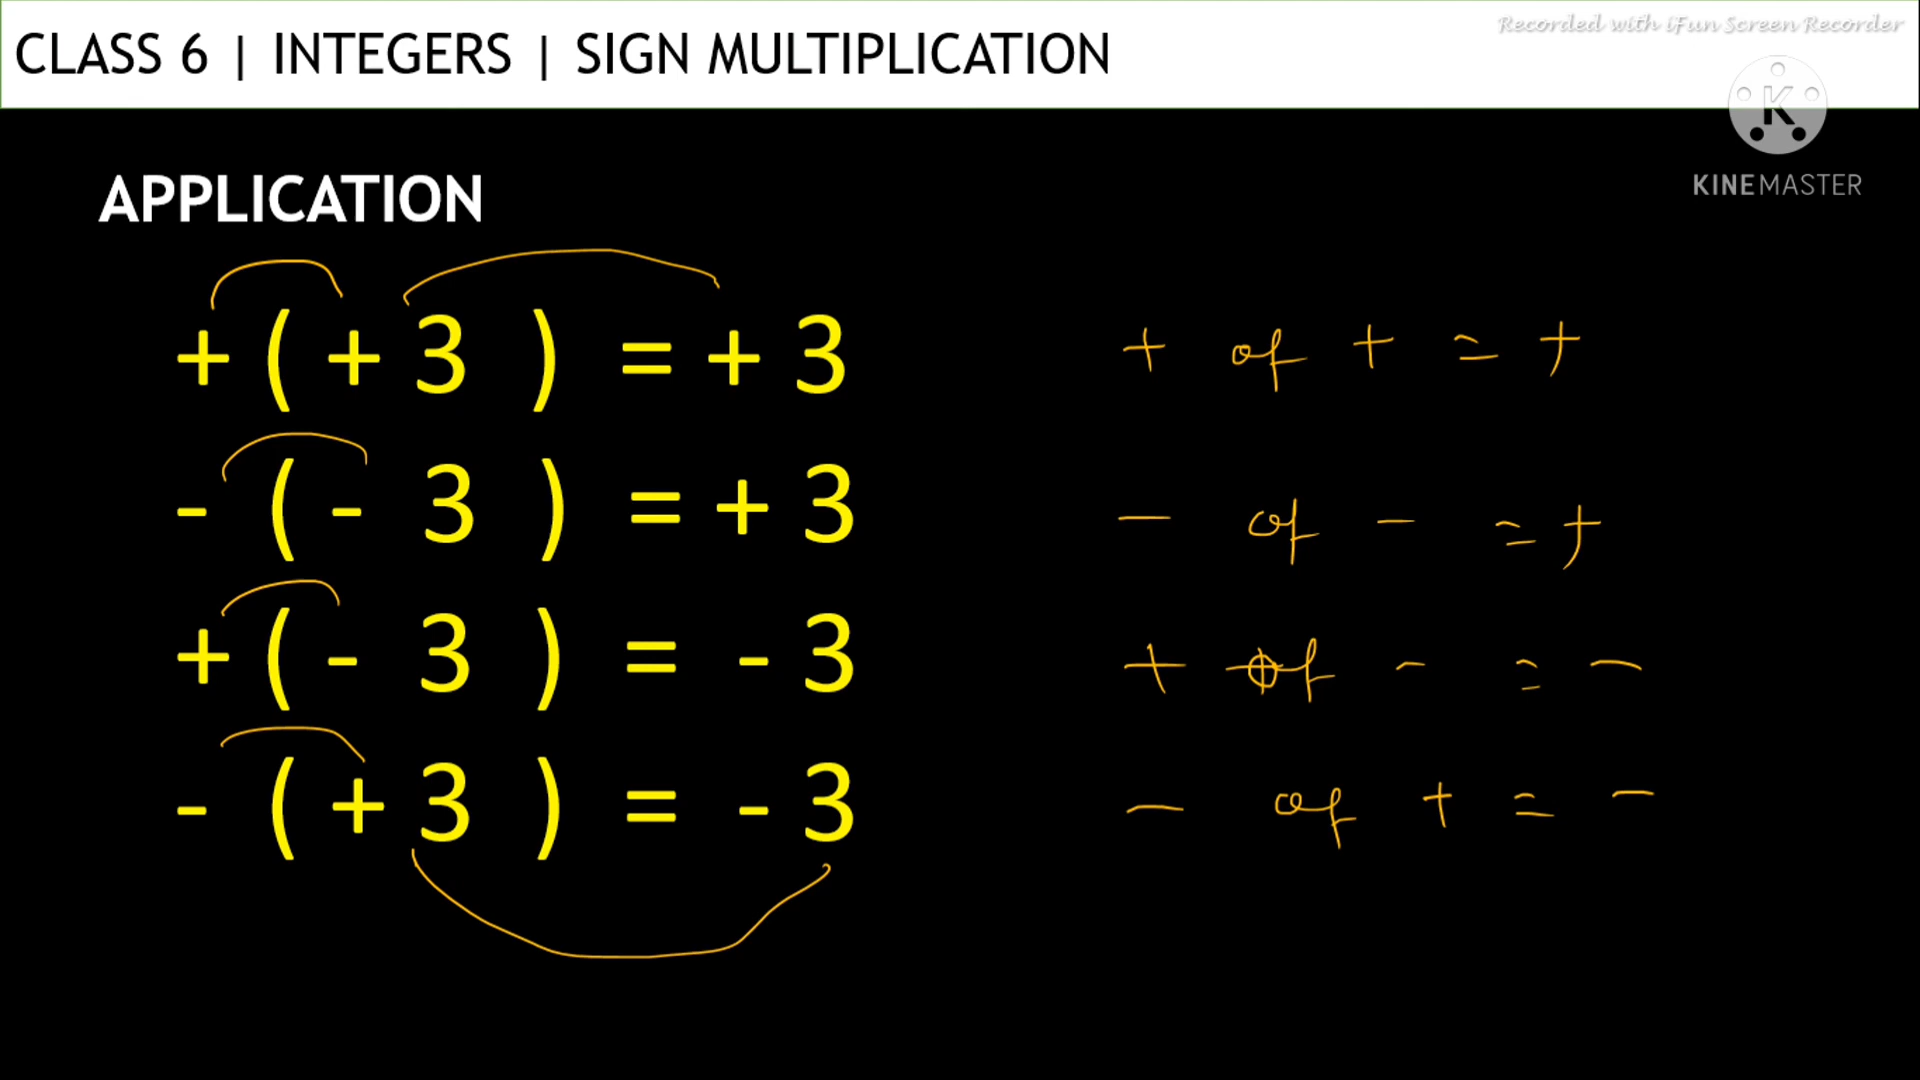 Recorded with iFun Screen Recorder
CLASS 6 | INTEGERS | SIGN MULTIPLICATION
K
KINEMASTER
APPLICATION
+ ( + 3 ) = + 3
+ of + = +
- ( - 3 ) = + 3
- of - = +
+ ( - 3 ) = - 3
+ of - = -
- ( + 3 ) = - 3
- of + = -